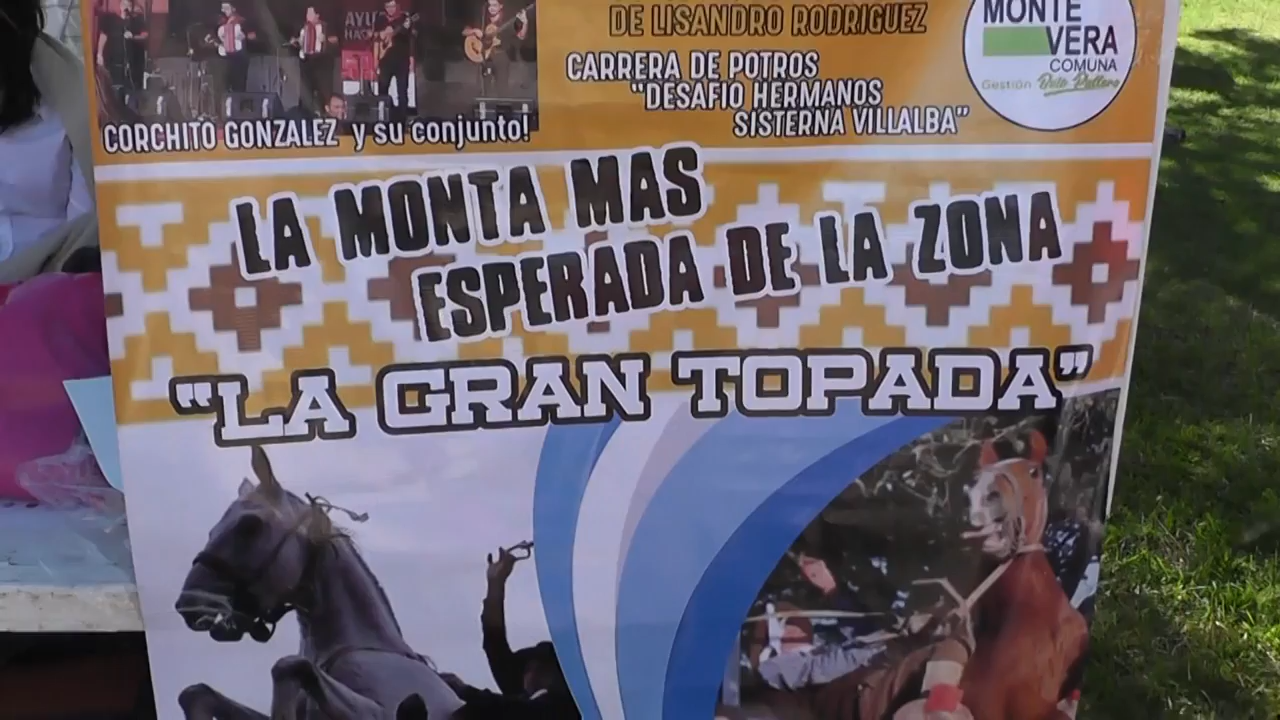 DE LISANDRO RODRIGUEZ
CARRERA DE POTROS
"DESAFIO HERMANOS
SISTERNA VILLALBA"
MONTE
VERA
COMUNA
Gestión
CORCHITO GONZALEZ y su conjunto!
LA MONTA MAS
ESPERADA DE LA ZONA
"LA GRAN TOPADA"